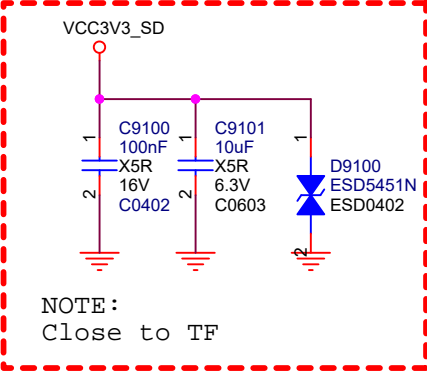 VCC3V3_SD
1
C9100
100nF
X5R
16V
C0402
2
1
C9101
10uF
X5R
6.3V
C0603
2
1
D9100
ESD5451N
ESD0402
2
NOTE:
Close to TF